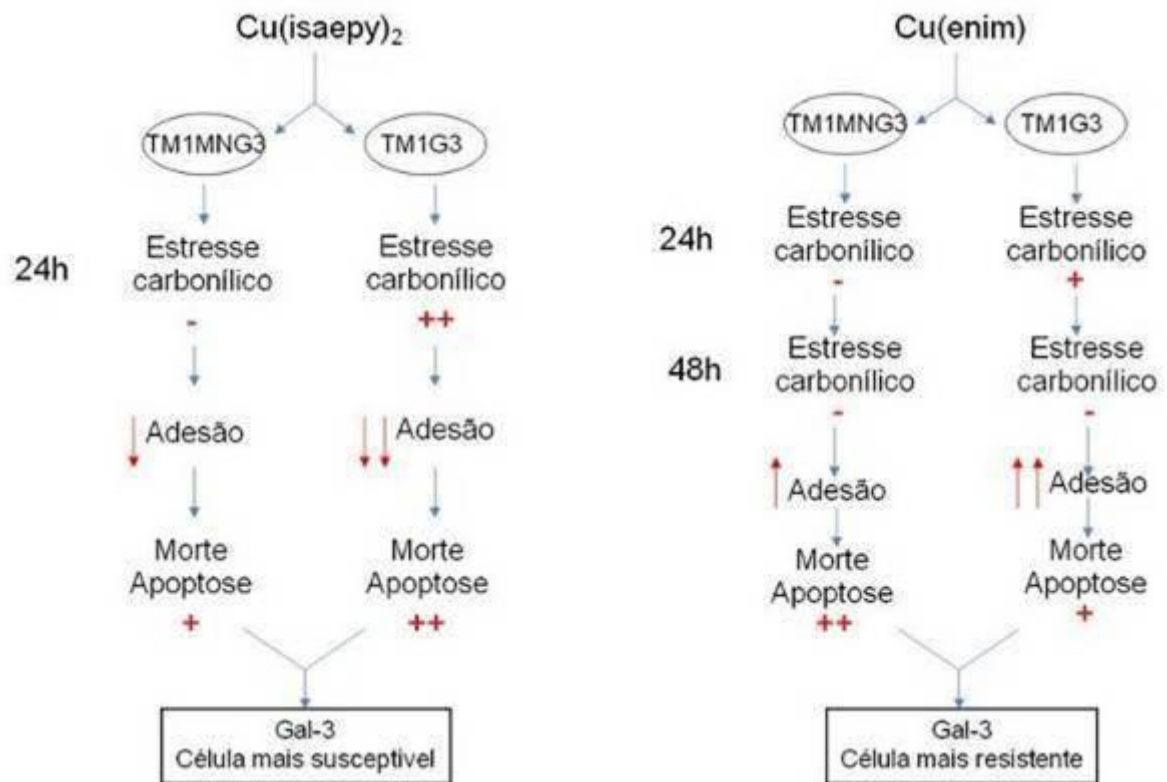 Cu(isaepy)₂
TM1MNG3
TM1G3
24h
Estresse
carbonílico
-
Estresse
carbonílico
++
Adesão
Adesão
Morte
Apoptose
+
Morte
Apoptose
++
Gal-3
Célula mais susceptivel
Cu(enim)
TM1MNG3
TM1G3
24h
Estresse
carbonílico
-
Estresse
carbonílico
+
48h
Estresse
carbonílico
-
Estresse
carbonílico
-
Adesão
Adesão
Morte
Apoptose
++
Morte
Apoptose
+
Gal-3
Célula mais resistente